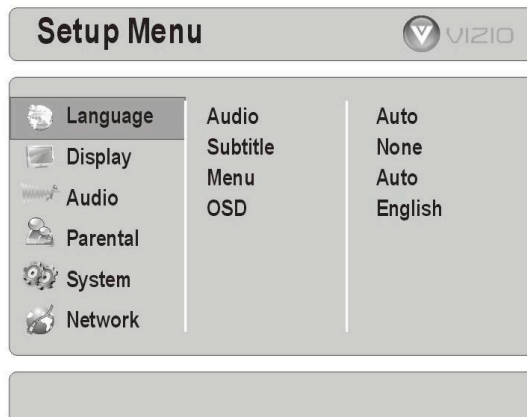 Setup Menu
VIZIO
Language
Audio
Auto
Display
Subtitle
None
Audio
Menu
Auto
Parental
OSD
English
System
Network